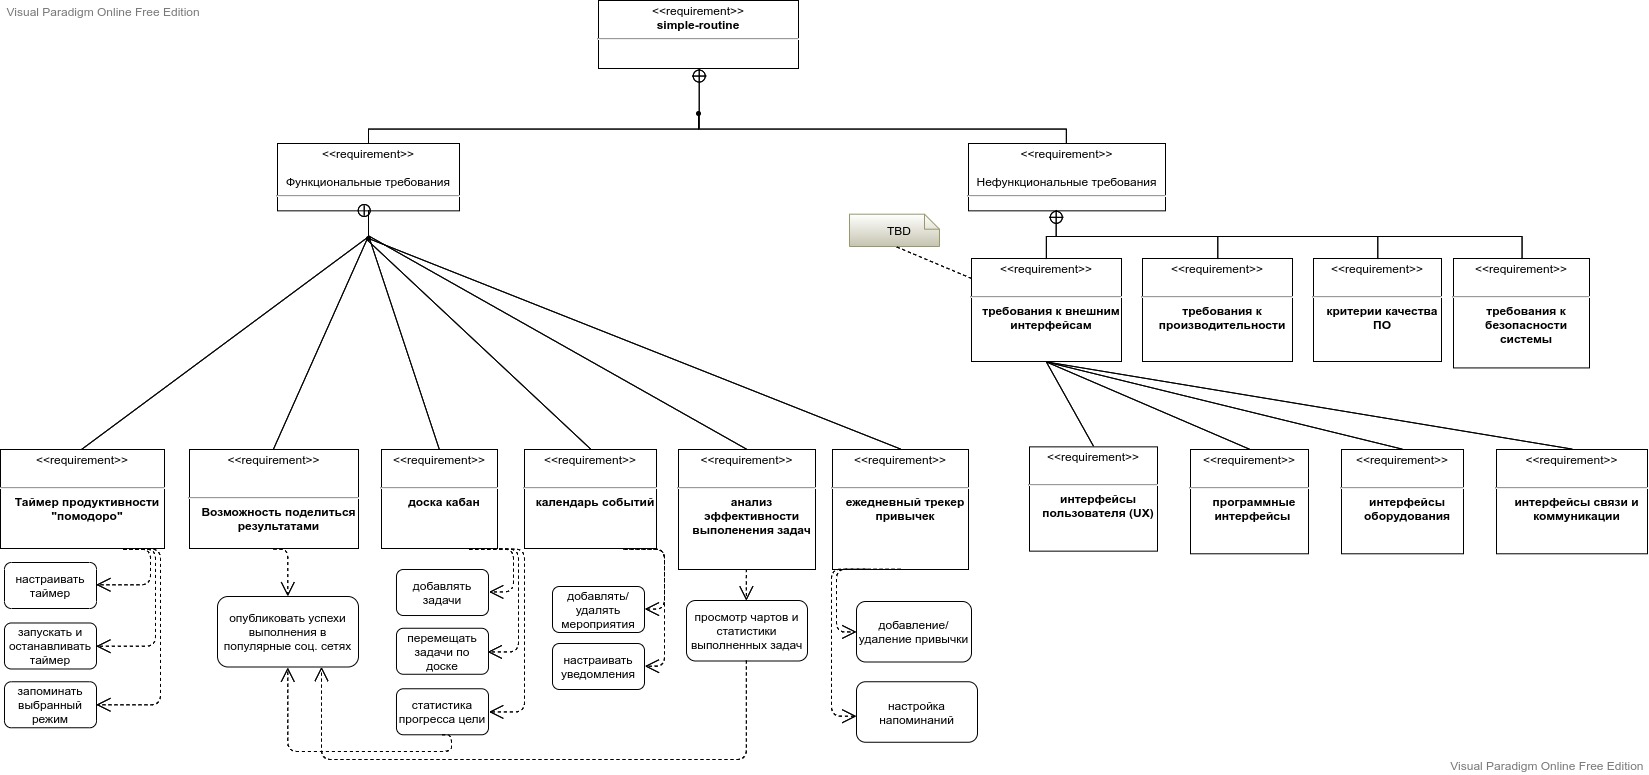 Visual Paradigm Online Free Edition
<<requirement>>
simple-routine
<<requirement>>
Функциональные требования
<<requirement>>
Нефункциональные требования
TBD
<<requirement>>
требования к внешним
интерфейсам
<<requirement>>
требования к
производительности
<<requirement>>
критерии качества
ПО
<<requirement>>
требования к
безопасности
системы
<<requirement>>
Таймер продуктивности
"помодоро"
<<requirement>>
Возможность поделиться
результатами
<<requirement>>
доска кабан
<<requirement>>
календарь событий
<<requirement>>
анализ
эффективности
выполенения задач
<<requirement>>
ежедневный трекер
привычек
<<requirement>>
интерфейсы
пользователя (UX)
<<requirement>>
программные
интерфейсы
<<requirement>>
интерфейсы
оборудования
<<requirement>>
интерфейсы связи и
коммуникации
настраивать
таймер
запускать и
останавливать
таймер
запоминать
выбранный
режим
опубликовать успехи
выполнения в
популярные соц. сетях
добавлять
задачи
перемещать
задачи по
доске
статистика
прогресса цели
добавлять/
удалять
мероприятия
настраивать
уведомления
просмотр чартов и
статистики
выполненных задач
добавление/
удаление привычки
настройка
напоминаний
Visual Paradigm Online Free Edition